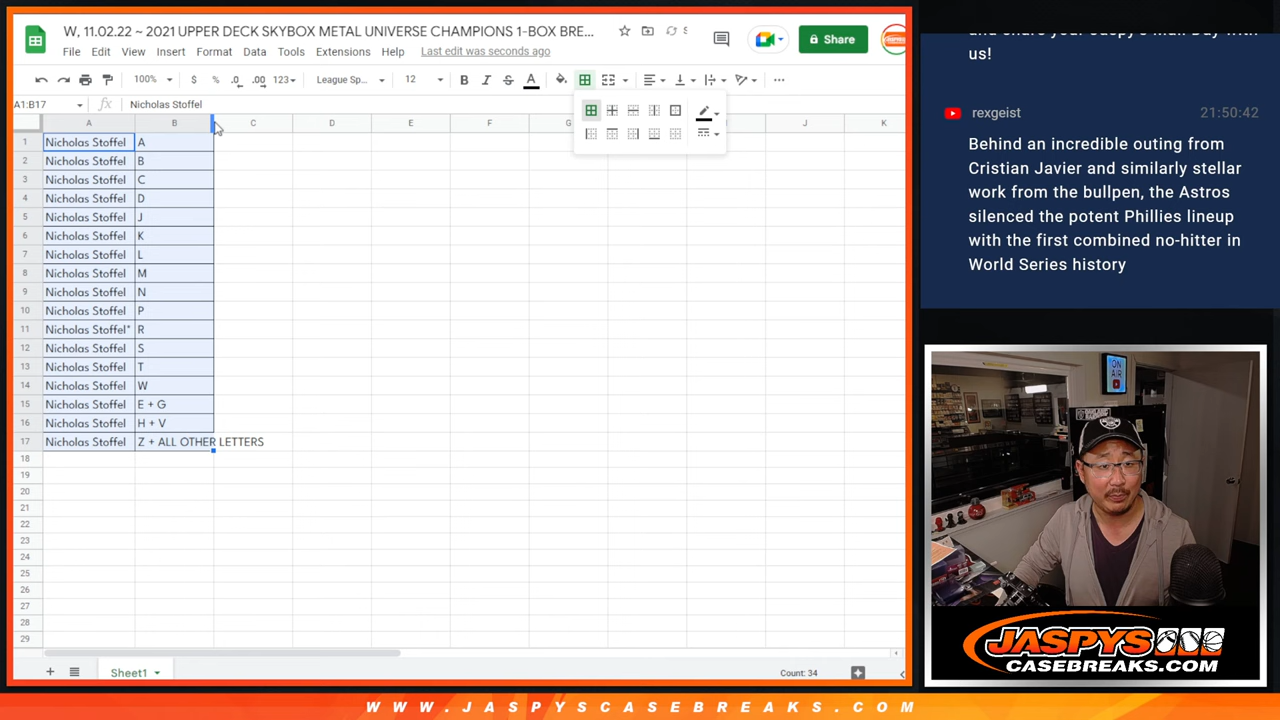 W, 11.02.22 ~ 2021 UPPER DECK SKYBOX METAL UNIVERSE CHAMPIONS 1-BOX BRE...
File Edit View Insert Format Data Tools Extensions Help Last edit was seconds ago
Share
100% $ % .0 .00 123 League Sp... 12 B I S A
A1:B17 fx Nicholas Stoffel
A B C D E F G J K
1 Nicholas Stoffel A
2 Nicholas Stoffel B
3 Nicholas Stoffel C
4 Nicholas Stoffel D
5 Nicholas Stoffel J
6 Nicholas Stoffel K
7 Nicholas Stoffel L
8 Nicholas Stoffel M
9 Nicholas Stoffel N
10 Nicholas Stoffel P
11 Nicholas Stoffel* R
12 Nicholas Stoffel S
13 Nicholas Stoffel T
14 Nicholas Stoffel W
15 Nicholas Stoffel E + G
16 Nicholas Stoffel H + V
17 Nicholas Stoffel Z + ALL OTHER LETTERS
18
19
20
21
22
23
24
25
26
27
28
29
Sheet1
Count: 34
us!
rexgeist 21:50:42
Behind an incredible outing from
Cristian Javier and similarly stellar
work from the bullpen, the Astros
silenced the potent Phillies lineup
with the first combined no-hitter in
World Series history
ON
AIR
JASPYS
CASEBREAKS.COM
WWW.JASPYSCASEBREAKS.COM